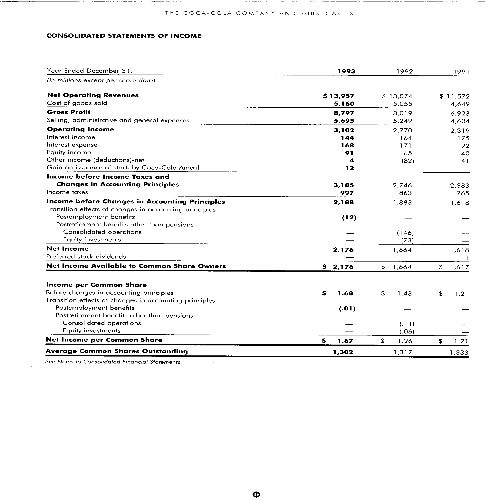 THE COCA-COLA COMPANY AND SUBSIDIARIES
CONSOLIDATED STATEMENTS OF INCOME
Year Ended December 31, 1993 1992 1991
(In millions except per share data)
Net Operating Revenues $ 13,957 $ 13,074 $ 11,572
Cost of goods sold 5,160 5,055 4,649
Gross Profit 8,797 8,019 6,923
Selling, administrative and general expenses 5,695 5,249 4,604
Operating Income 3,102 2,770 2,319
Interest income 144 164 175
Interest expense 168 171 192
Equity income 91 65 40
Other income (deductions)-net 4 (82) 41
Gain on issuance of stock by Coca-Cola Amatil 12
Income before Income Taxes and
Changes in Accounting Principles 3,185 2,746 2,383
Income taxes 997 863 765
Income before Changes in Accounting Principles 2,188 1,883 1,618
Transition effects of changes in accounting principles
Postemployment benefits (12) — —
Postretirement benefits other than pensions
Consolidated operations — (146) —
Equity investments — (73) —
Net Income 2,176 1,664 1,618
Preferred stock dividends — — 1
Net Income Available to Common Share Owners $ 2,176 $ 1,664 $ 1,617
Income per Common Share
Before changes in accounting principles $ 1.68 $ 1.43 $ 1.21
Transition effects of changes in accounting principles
Postemployment benefits (.01) — —
Postretirement benefits other than pensions
Consolidated operations — (.11) —
Equity investments — (.06) —
Net Income per Common Share $ 1.67 $ 1.26 $ 1.21
Average Common Shares Outstanding 1,302 1,317 1,333
See Notes to Consolidated Financial Statements.